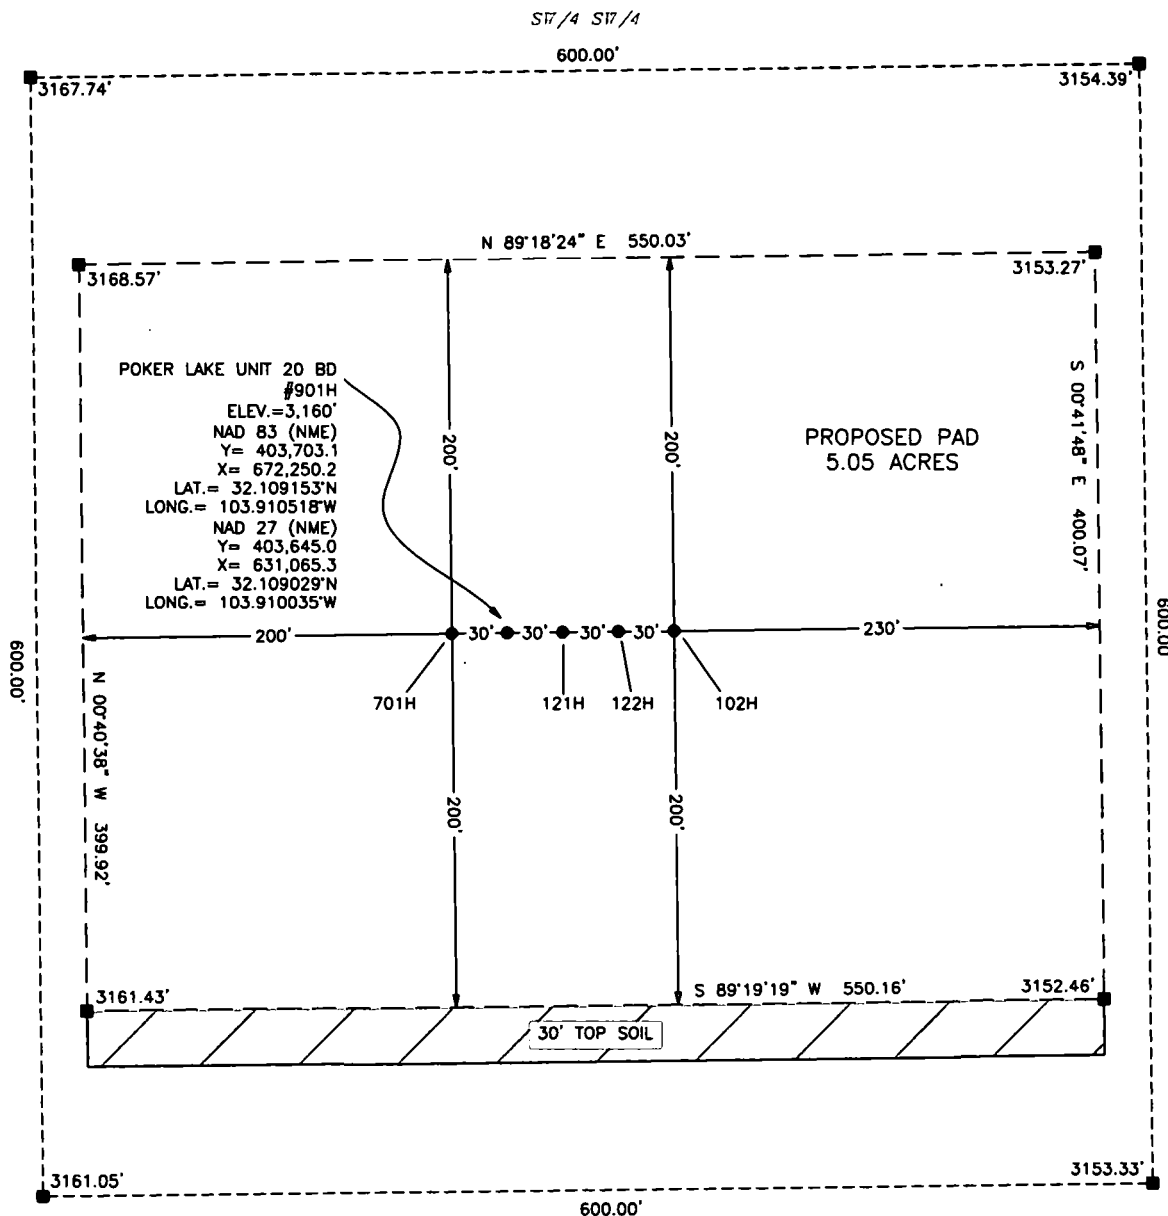 SW/4 SW/4
600.00'
3167.74'
3154.39'
N 89°18'24" E 550.03'
3168.57'
3153.27'
POKER LAKE UNIT 20 BD
#901H
ELEV.=3,160'
NAD 83 (NME)
Y= 403,703.1
X= 672,250.2
LAT.= 32.109153°N
LONG.= 103.910518°W
NAD 27 (NME)
Y= 403,645.0
X= 631,065.3
LAT.= 32.109029°N
LONG.= 103.910035°W
200'
200'
PROPOSED PAD
5.05 ACRES
S 00°41'48" E 400.07'
200'
30' 30' 30' 30'
230'
600.00'
600.00'
701H
121H
122H
102H
N 00°40'38" W 399.92'
200'
200'
3161.43'
S 89°19'19" W 550.16'
3152.46'
30' TOP SOIL
3161.05'
3153.33'
600.00'